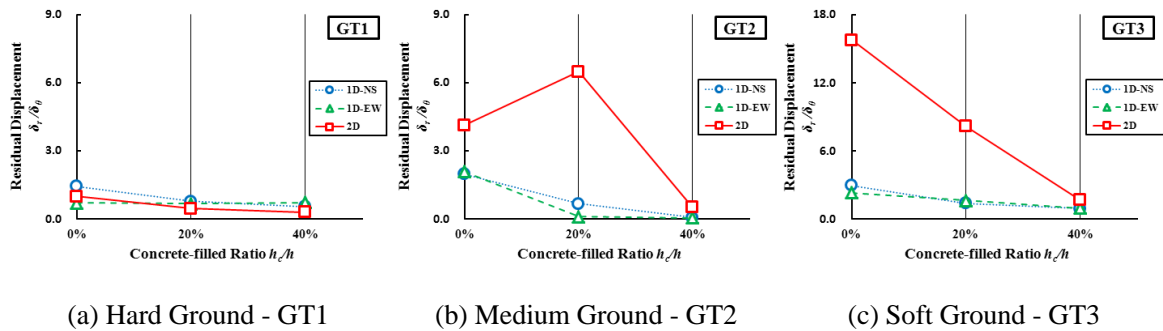 GT1
9.0
6.0
3.0
0.0
Residual Displacement
δr/δθ
1D-NS
1D-EW
2D
0%
20%
40%
Concrete-filled Ratio hc/h
(a) Hard Ground - GT1
GT2
9.0
6.0
3.0
0.0
Residual Displacement
δr/δθ
1D-NS
1D-EW
2D
0%
20%
40%
Concrete-filled Ratio hc/h
(b) Medium Ground - GT2
GT3
18.0
12.0
6.0
0.0
Residual Displacement
δr/δθ
1D-NS
1D-EW
2D
0%
20%
40%
Concrete-filled Ratio hc/h
(c) Soft Ground - GT3